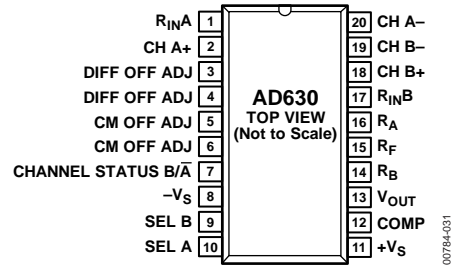 R_INA 1
CH A+ 2
DIFF OFF ADJ 3
DIFF OFF ADJ 4
CM OFF ADJ 5
CM OFF ADJ 6
CHANNEL STATUS B/A̅ 7
–V_S 8
SEL B 9
SEL A 10
AD630
TOP VIEW
(Not to Scale)
20 CH A–
19 CH B–
18 CH B+
17 R_INB
16 R_A
15 R_F
14 R_B
13 V_OUT
12 COMP
11 +V_S
00784-031